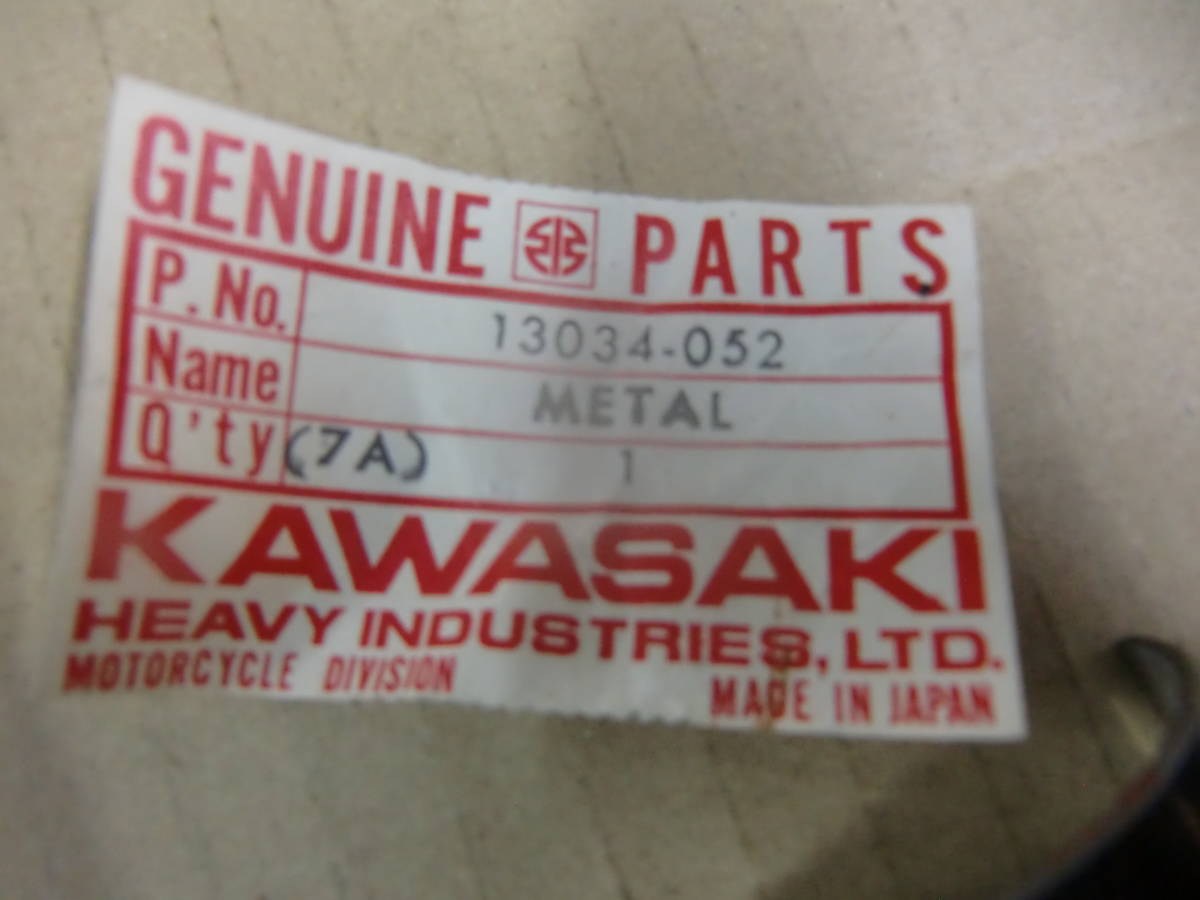 GENUINE PARTS
P. No. 13034-052
Name METAL
Q'ty (7A) 1
KAWASAKI
HEAVY INDUSTRIES, LTD.
MOTORCYCLE DIVISION MADE IN JAPAN